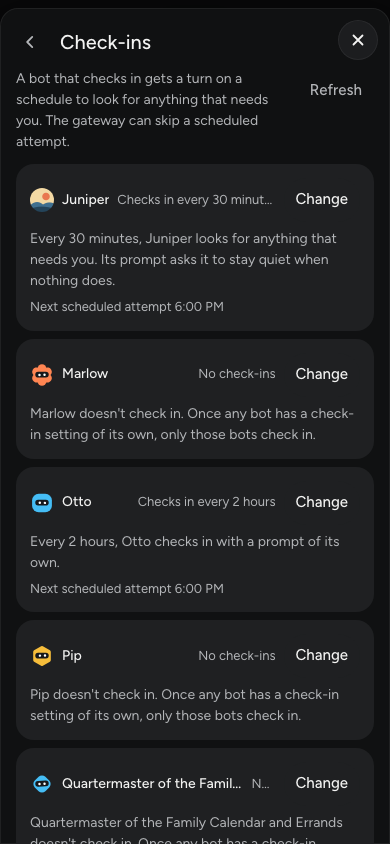 Check-ins
A bot that checks in gets a turn on a
schedule to look for anything that needs
you. The gateway can skip a scheduled
attempt.
Refresh
Juniper Checks in every 30 minut... Change
Every 30 minutes, Juniper looks for anything that
needs you. Its prompt asks it to stay quiet when
nothing does.
Next scheduled attempt 6:00 PM
Marlow No check-ins Change
Marlow doesn't check in. Once any bot has a check-
in setting of its own, only those bots check in.
Otto Checks in every 2 hours Change
Every 2 hours, Otto checks in with a prompt of its
own.
Next scheduled attempt 6:00 PM
Pip No check-ins Change
Pip doesn't check in. Once any bot has a check-in
setting of its own, only those bots check in.
Quartermaster of the Famil... N... Change
Quartermaster of the Family Calendar and Errands
doesn't check in. Once any bot has a check-in